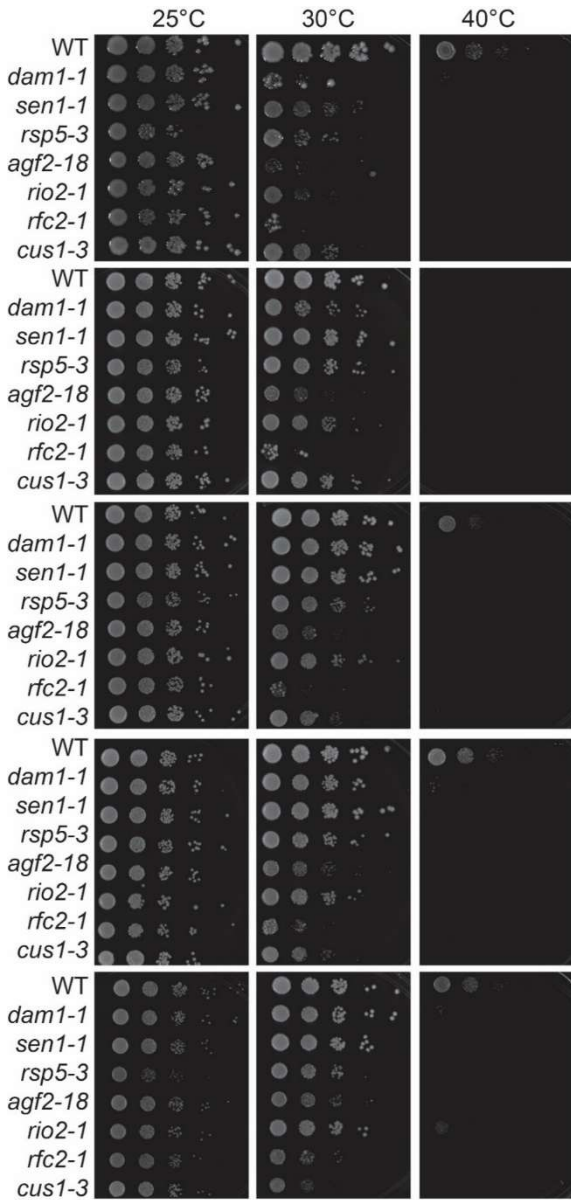 25°C 30°C 40°C
WT
dam1-1
sen1-1
rsp5-3
agf2-18
rio2-1
rfc2-1
cus1-3
WT
dam1-1
sen1-1
rsp5-3
agf2-18
rio2-1
rfc2-1
cus1-3
WT
dam1-1
sen1-1
rsp5-3
agf2-18
rio2-1
rfc2-1
cus1-3
WT
dam1-1
sen1-1
rsp5-3
agf2-18
rio2-1
rfc2-1
cus1-3
WT
dam1-1
sen1-1
rsp5-3
agf2-18
rio2-1
rfc2-1
cus1-3